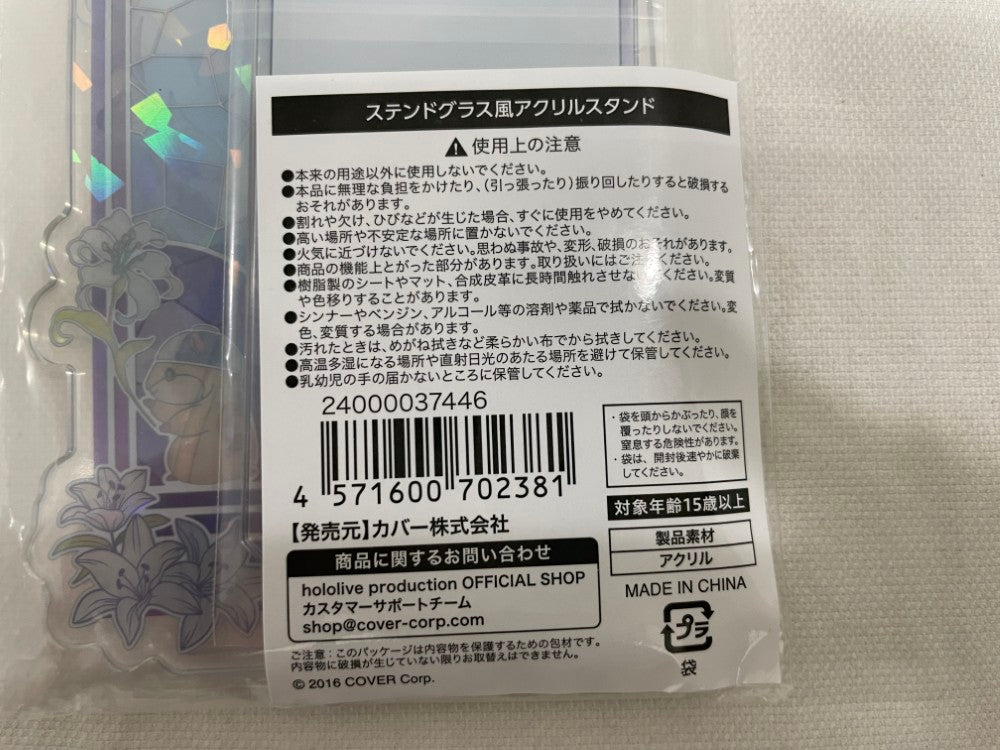 ステンドグラス風アクリルスタンド
使用上の注意
●本来の用途以外に使用しないでください。
●本品に無理な負担をかけたり、(引っ張ったり)振り回したりすると破損する
おそれがあります。
●割れや欠け、ひびなどが生じた場合、すぐに使用をやめてください。
●高い場所や不安定な場所に置かないでください。
●火気に近づけないでください。思わぬ事故や、変形、破損のおそれがあります。
●商品の機能上とがった部分があります。取り扱いにはご注意ください。
●樹脂製のシートやマット、合成皮革に長時間触れさせないでください。変質
や色移りすることがあります。
●シンナーやベンジン、アルコール等の溶剤や薬品で拭かないでください。変
色、変質する場合があります。
●汚れたときは、めがね拭きなど柔らかい布でから拭きしてください。
●高温多湿になる場所や直射日光のあたる場所を避けて保管してください。
●乳幼児の手の届かないところに保管してください。
24000037446
4 571600 702381
・袋を頭からかぶったり、顔を
覆ったりしないでください。
窒息する危険性があります。
・袋は、開封後速やかに破棄
してください。
対象年齢15歳以上
製品素材
アクリル
MADE IN CHINA
プラ
袋
【発売元】カバー株式会社
商品に関するお問い合わせ
hololive production OFFICIAL SHOP
カスタマーサポートチーム
shop@cover-corp.com
ご注意:このパッケージは内容物を保護するための包材です。
内容物に破損が生じていない限りお取替えはできません。
© 2016 COVER Corp.